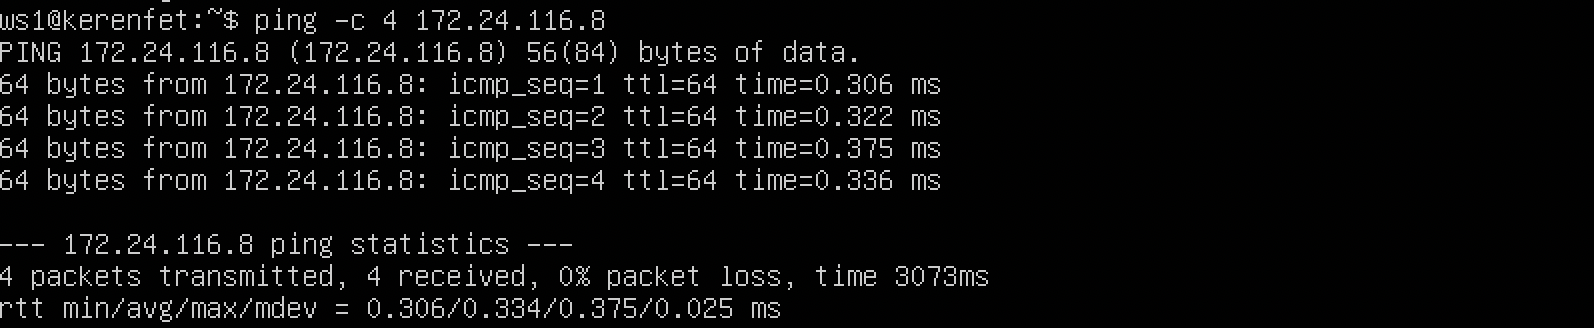 ws1@kerenfet:~$ ping -c 4 172.24.116.8
PING 172.24.116.8 (172.24.116.8) 56(84) bytes of data.
64 bytes from 172.24.116.8: icmp_seq=1 ttl=64 time=0.306 ms
64 bytes from 172.24.116.8: icmp_seq=2 ttl=64 time=0.322 ms
64 bytes from 172.24.116.8: icmp_seq=3 ttl=64 time=0.375 ms
64 bytes from 172.24.116.8: icmp_seq=4 ttl=64 time=0.336 ms
--- 172.24.116.8 ping statistics ---
4 packets transmitted, 4 received, 0% packet loss, time 3073ms
rtt min/avg/max/mdev = 0.306/0.334/0.375/0.025 ms